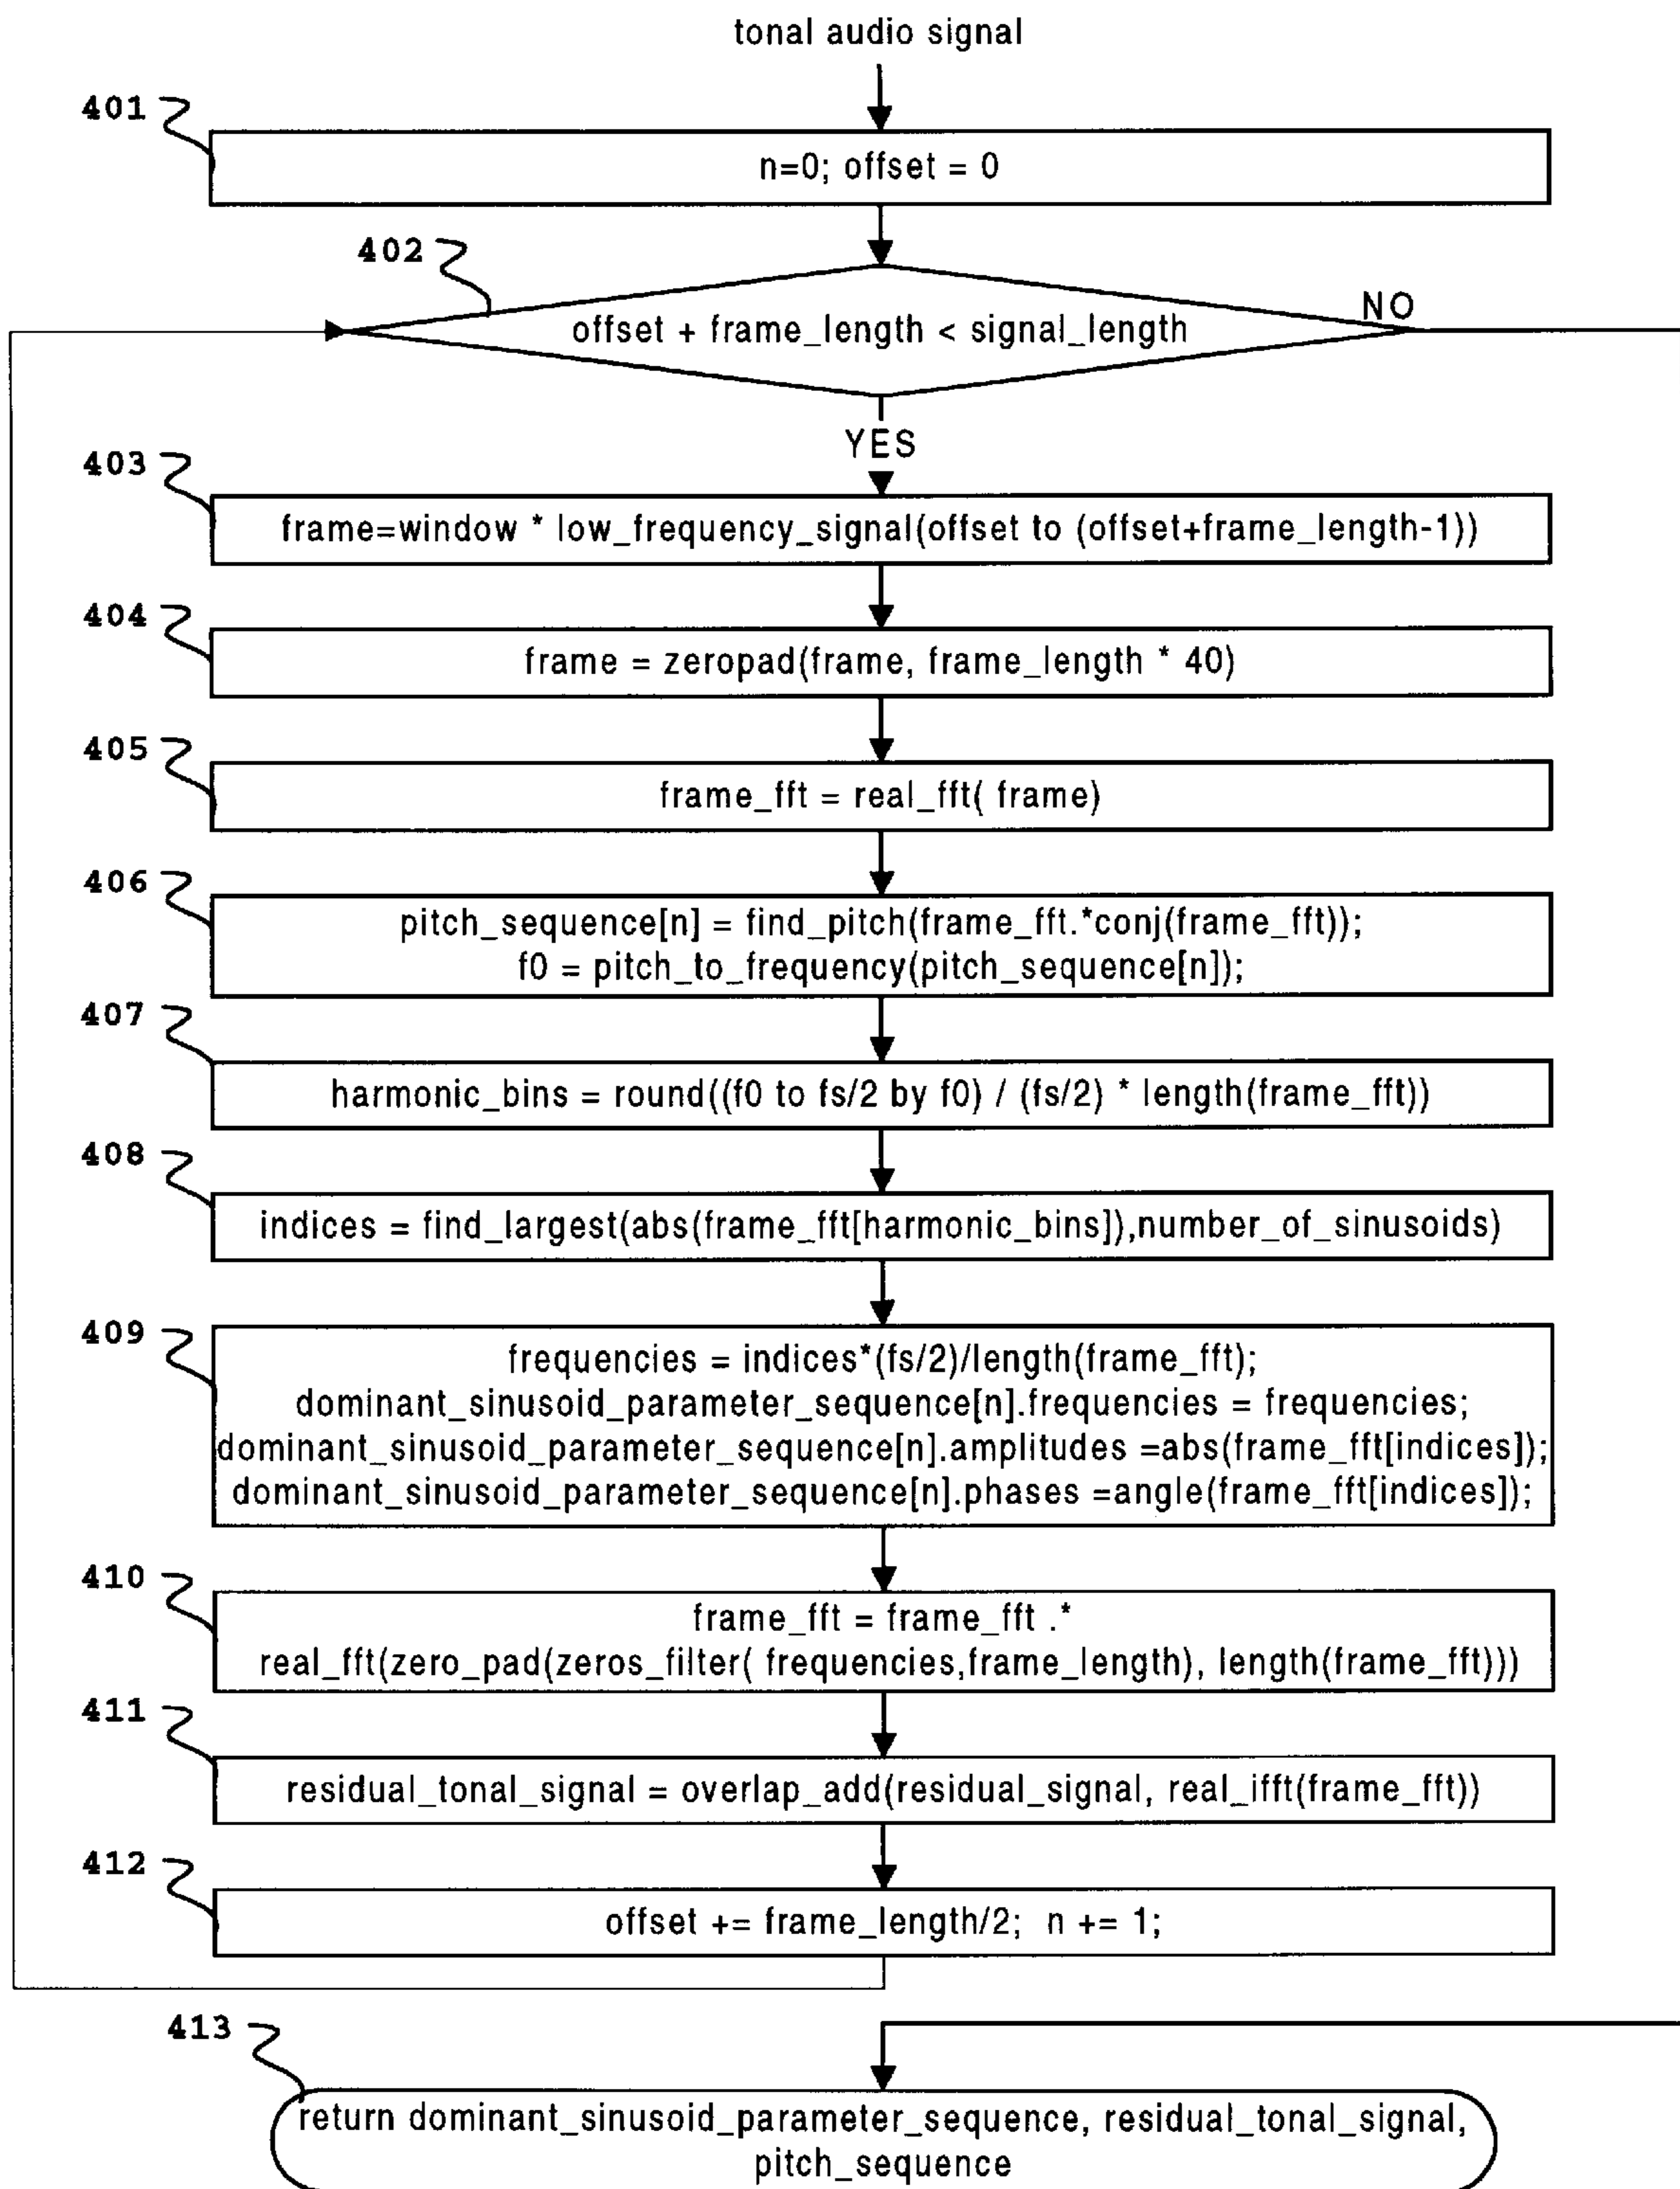 tonal audio signal
401
n=0; offset = 0
402
NO
offset + frame_length < signal_length
YES
403
frame=window * low_frequency_signal(offset to (offset+frame_length-1))
404
frame = zeropad(frame, frame_length * 40)
405
frame_fft = real_fft( frame)
406
pitch_sequence[n] = find_pitch(frame_fft.*conj(frame_fft));
f0 = pitch_to_frequency(pitch_sequence[n]);
407
harmonic_bins = round((f0 to fs/2 by f0) / (fs/2) * length(frame_fft))
408
indices = find_largest(abs(frame_fft[harmonic_bins]),number_of_sinusoids)
409
frequencies = indices*(fs/2)/length(frame_fft);
dominant_sinusoid_parameter_sequence[n].frequencies = frequencies;
dominant_sinusoid_parameter_sequence[n].amplitudes =abs(frame_fft[indices]);
dominant_sinusoid_parameter_sequence[n].phases =angle(frame_fft[indices]);
410
frame_fft = frame_fft .*
real_fft(zero_pad(zeros_filter( frequencies,frame_length), length(frame_fft)))
411
residual_tonal_signal = overlap_add(residual_signal, real_ifft(frame_fft))
412
offset += frame_length/2; n += 1;
413
return dominant_sinusoid_parameter_sequence, residual_tonal_signal,
pitch_sequence